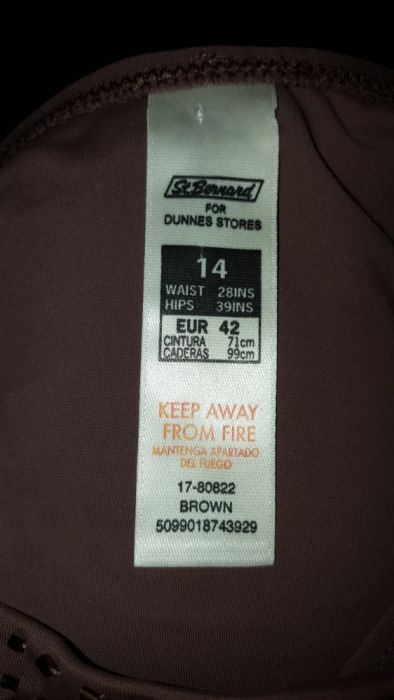 St. Bernard
FOR
DUNNES STORES
14
WAIST 28INS
HIPS 39INS
EUR 42
CINTURA 71cm
CADERAS 99cm
KEEP AWAY
FROM FIRE
MANTENGA APARTADO
DEL FUEGO
17-80822
BROWN
5099018743929